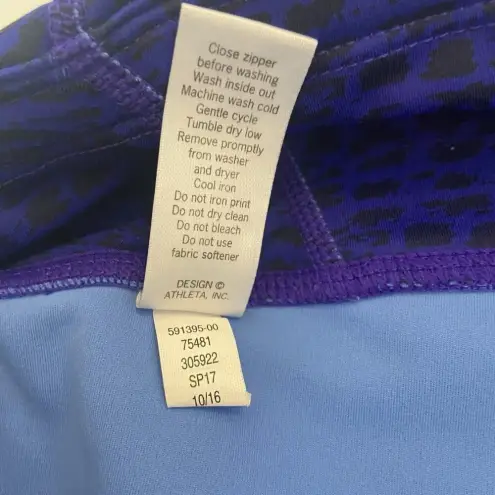 Close zipper
before washing
Wash inside out
Machine wash cold
Gentle cycle
Tumble dry low
Remove promptly
from washer
and dryer
Cool iron
Do not iron print
Do not dry clean
Do not bleach
Do not use
fabric softener
DESIGN ©
ATHLETA, INC.
591395-00
75481
305922
SP17
10/16